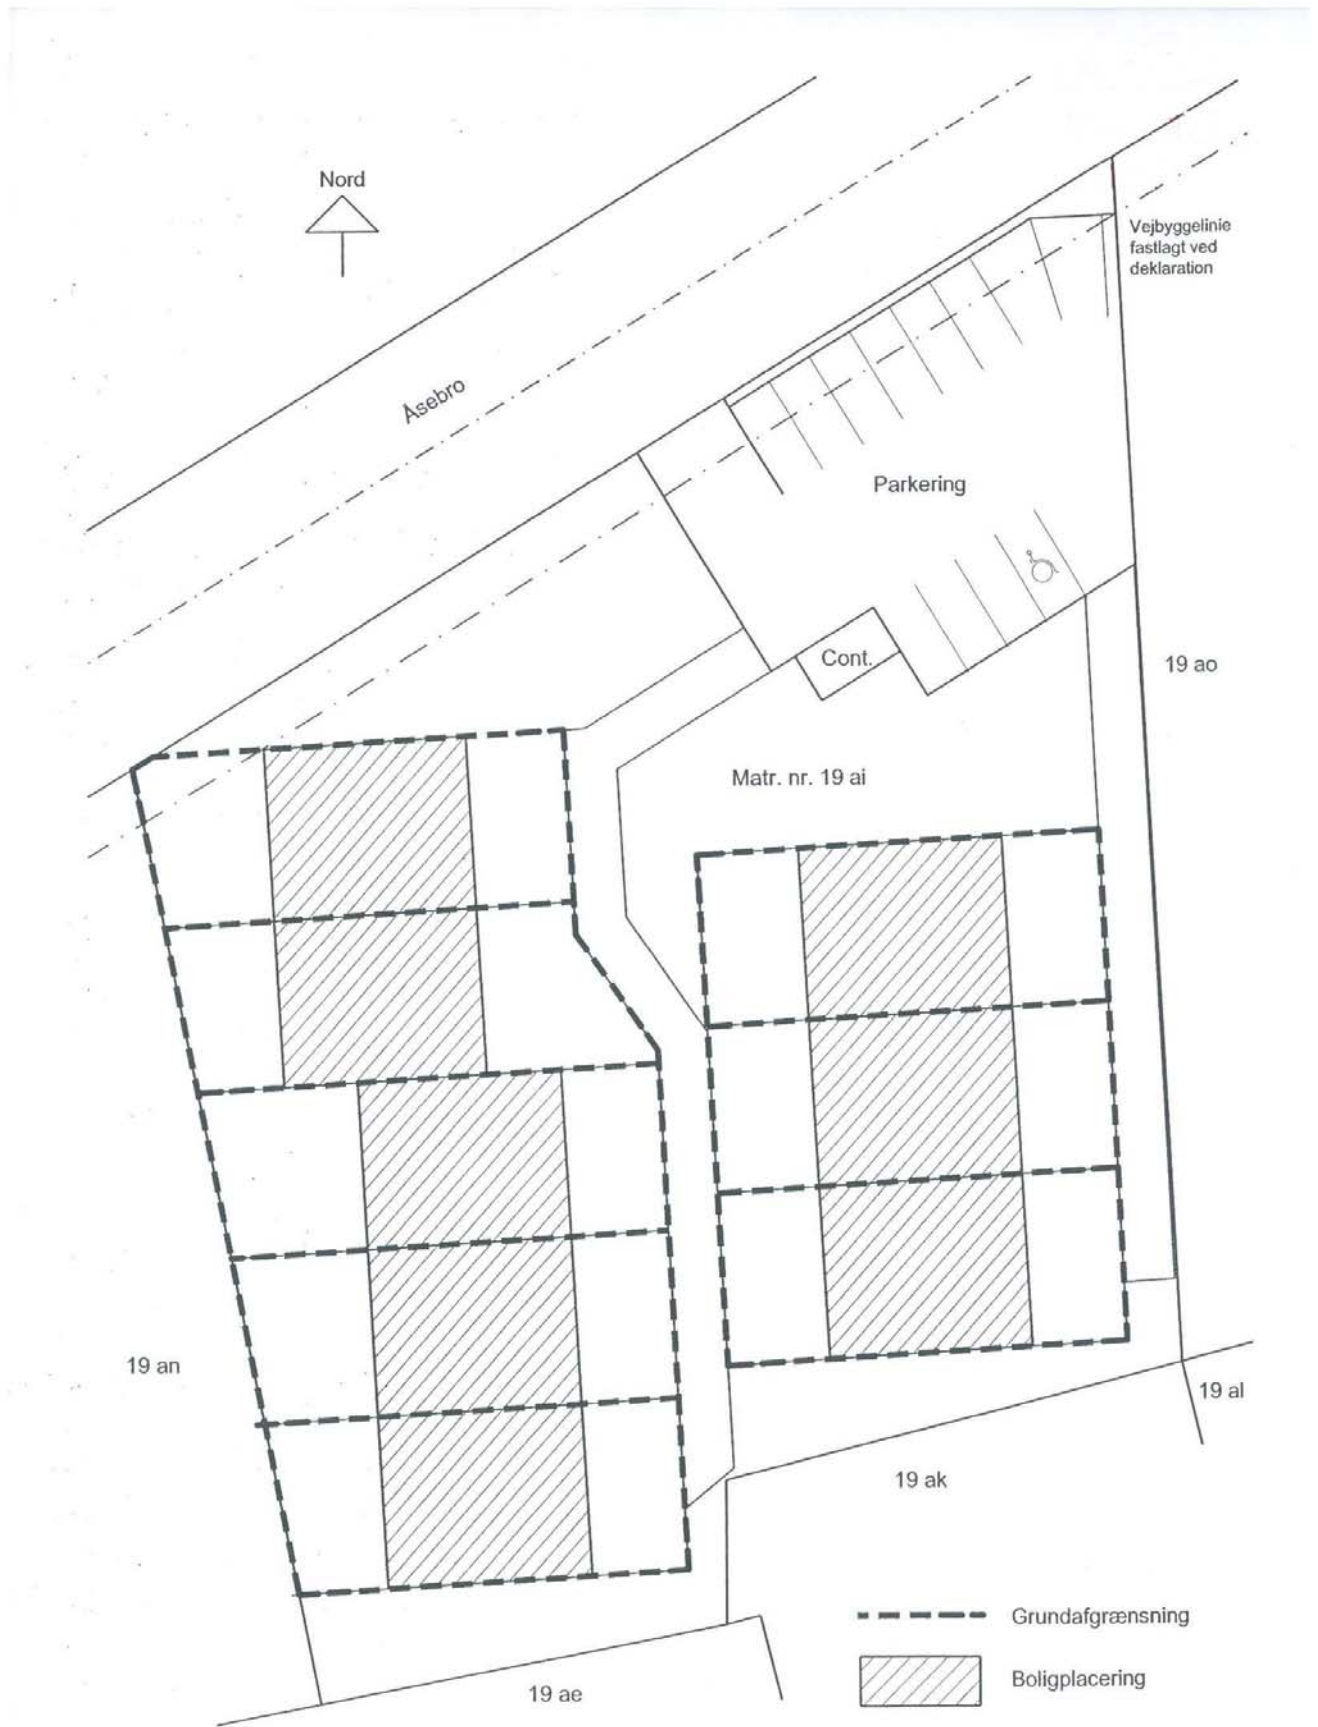 Nord
Vejbyggelinie
fastlagt ved
deklaration
Åsebro
Parkering
Cont.
19 ao
Matr. nr. 19 ai
19 an
19 al
19 ak
Grundafgrænsning
Boligplacering
19 ae